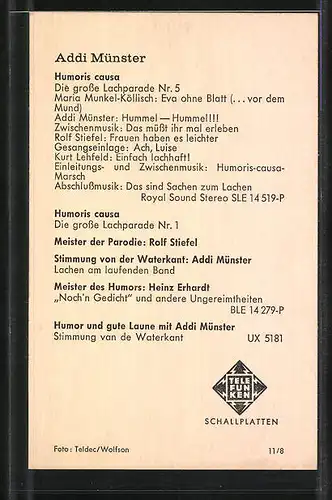 Addi Münster
Humoris causa
Die große Lachparade Nr. 5
Maria Munkel-Köllisch: Eva ohne Blatt (...vor dem
Mund)
Addi Münster: Hummel — Hummel!!!!
Zwischenmusik: Das müßt ihr mal erleben
Rolf Stiefel: Frauen haben es leichter
Gesangseinlage: Ach, Luise
Kurt Lehfeld: Einfach lachhaft!
Einleitungs- und Zwischenmusik: Humoris-causa-
Marsch
Abschlußmusik: Das sind Sachen zum Lachen
Royal Sound Stereo SLE 14 519-P
Humoris causa
Die große Lachparade Nr. 1
Meister der Parodie: Rolf Stiefel
Stimmung von der Waterkant: Addi Münster
Lachen am laufenden Band
Meister des Humors: Heinz Erhardt
„Noch'n Gedicht" und andere Ungereimtheiten
BLE 14 279-P
Humor und gute Laune mit Addi Münster
Stimmung van de Waterkant UX 5181
TELE
FUN
KEN
SCHALLPLATTEN
Foto: Teldec/Wolfson 11/8